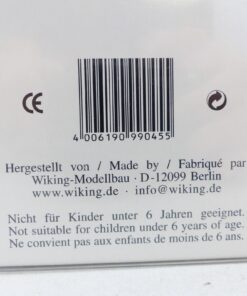 CE
4 006190 990455
Hergestellt von / Made by / Fabriqué par
Wiking-Modellbau · D-12099 Berlin
www.wiking.de · info@wiking.de
Nicht für Kinder unter 6 Jahren geeignet.
Not suitable for children under 6 years of age.
Ne convient pas aux enfants de moins de 6 ans.